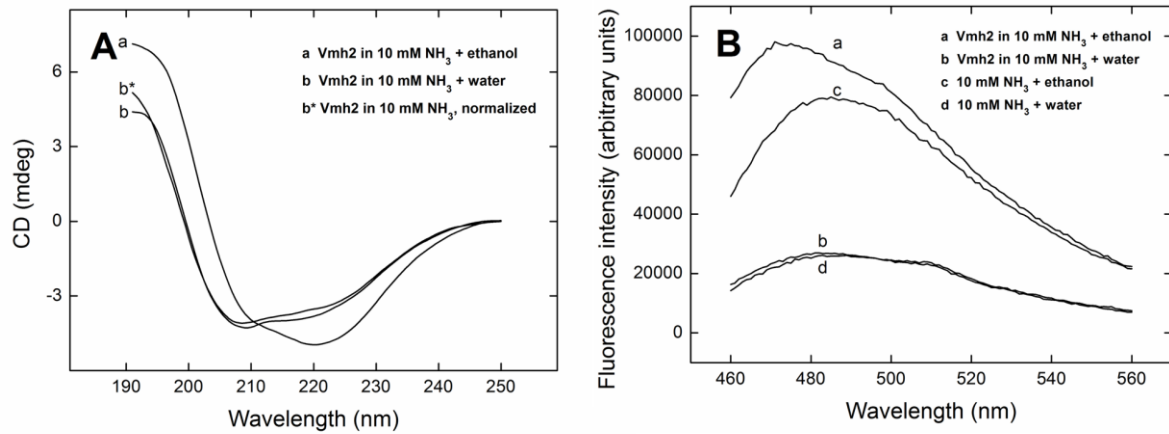 A
a Vmh2 in 10 mM NH3 + ethanol
b Vmh2 in 10 mM NH3 + water
b* Vmh2 in 10 mM NH3, normalized
a
b*
b
6
3
0
-3
CD (mdeg)
190 200 210 220 230 240 250
Wavelength (nm)
B
a Vmh2 in 10 mM NH3 + ethanol
b Vmh2 in 10 mM NH3 + water
c 10 mM NH3 + ethanol
d 10 mM NH3 + water
a
c
b
d
100000
80000
60000
40000
20000
0
Fluorescence intensity (arbitrary units)
460 480 500 520 540 560
Wavelength (nm)